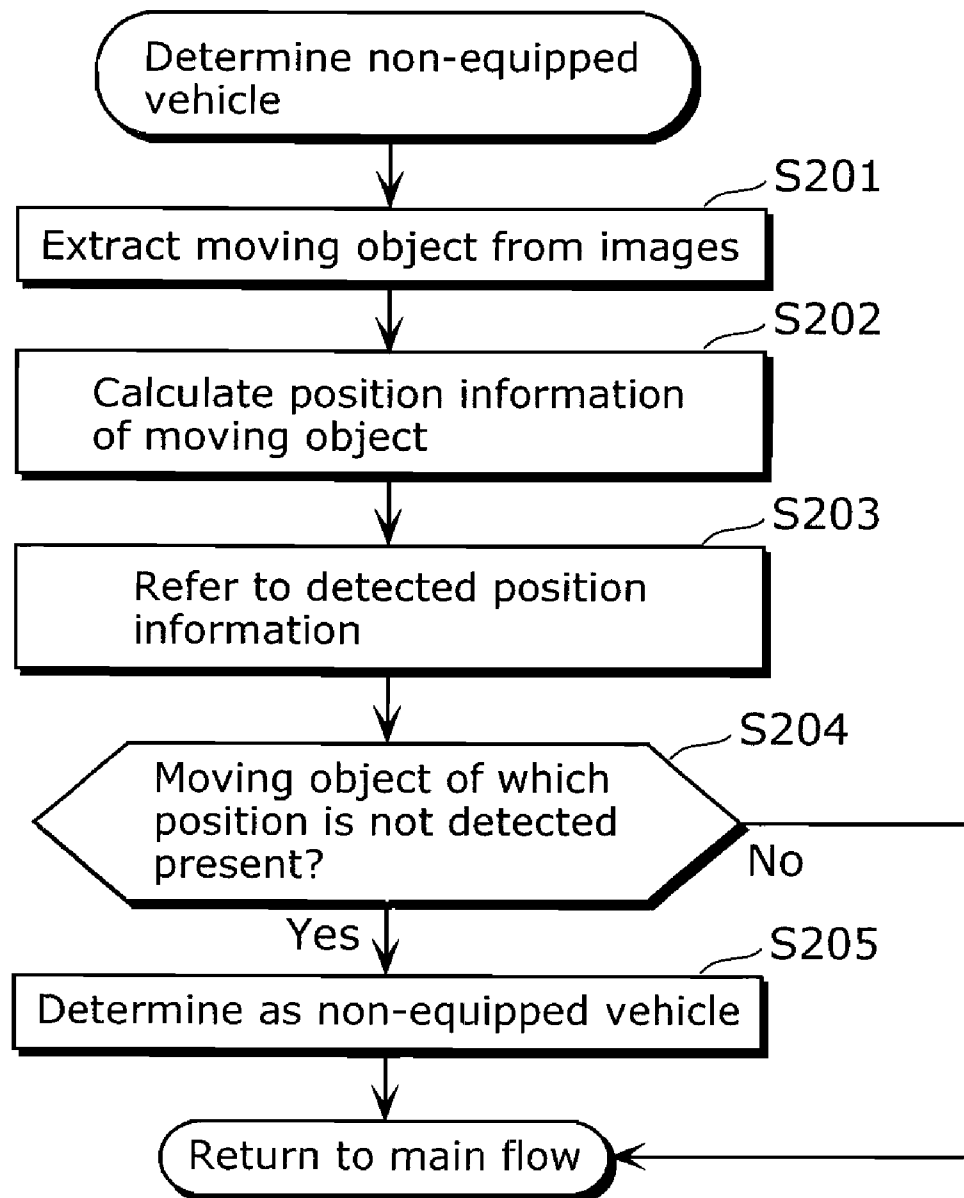 Determine non-equipped
vehicle
S201
Extract moving object from images
S202
Calculate position information
of moving object
S203
Refer to detected position
information
S204
Moving object of which
position is not detected
present?
No
Yes
S205
Determine as non-equipped vehicle
Return to main flow